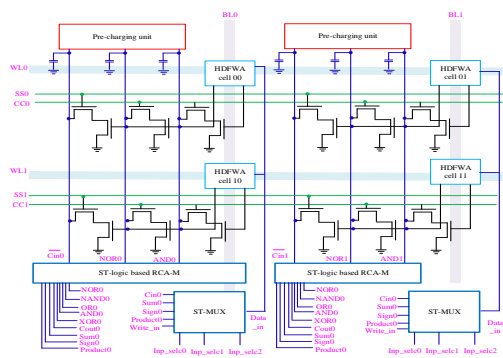 BL0
BL1
Pre-charging unit
Pre-charging unit
WL0
HDFWA
cell 00
HDFWA
cell 01
SS0
CC0
WL1
HDFWA
cell 10
HDFWA
cell 11
SS1
CC1
Cin0
NOR0
AND0
Cin1
NOR1
AND1
ST-logic based RCA-M
ST-logic based RCA-M
NOR0
NAND0
OR0
AND0
XOR0
Cout0
Sum0
Sign0
Product0
Cin0
Sum0
Sign0
Product0
Write_in
ST-MUX
Data
_in
Inp_selc0
Inp_selc1
Inp_selc2
NOR0
NAND0
OR0
AND0
XOR0
Cout0
Sum0
Sign0
Product0
Cin0
Sum0
Sign0
Product0
Write_in
ST-MUX
Data
_in
Inp_selc0
Inp_selc1
Inp_selc2